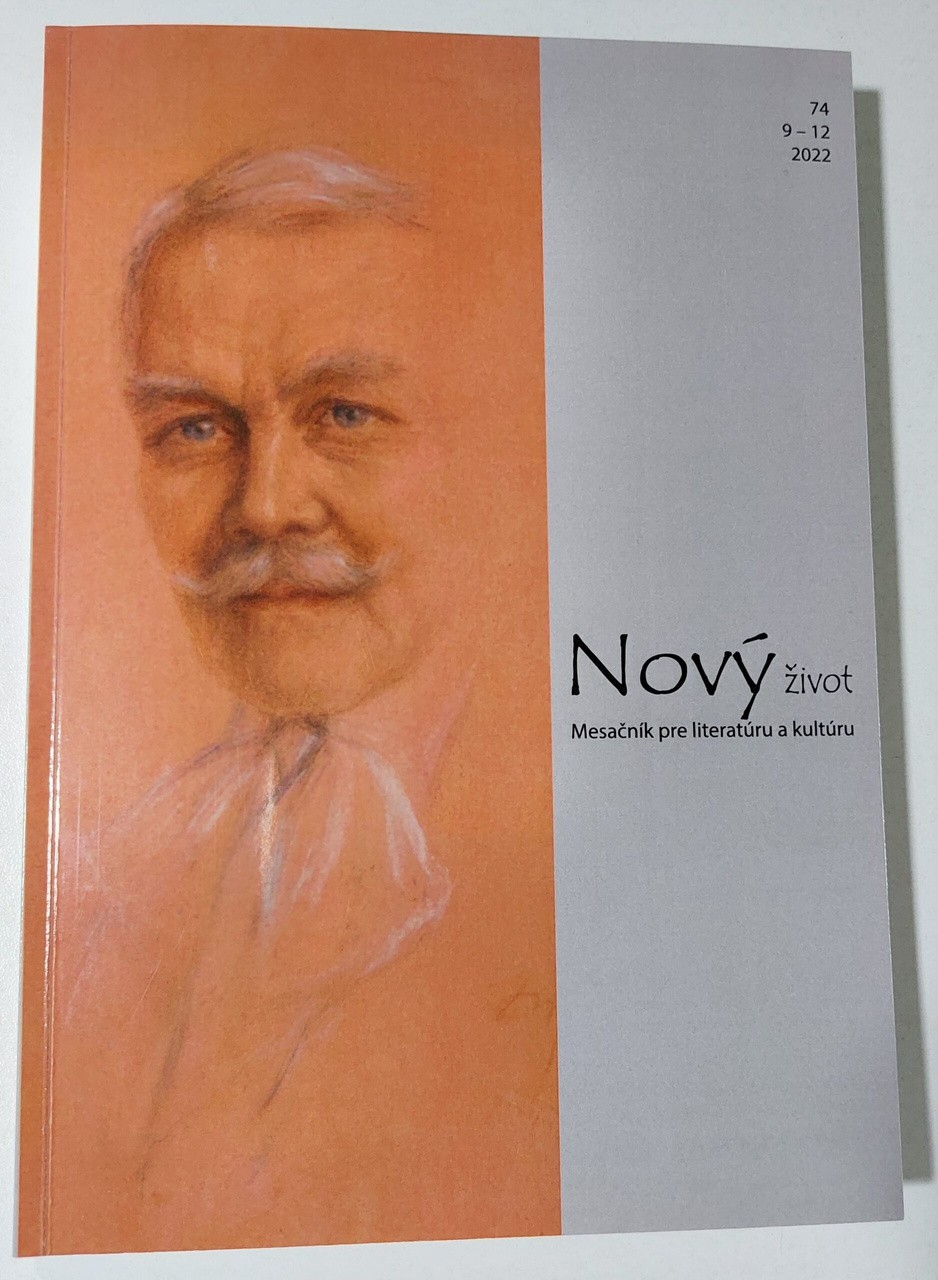 74
9 – 12
2022
Nový život
Mesačník pre literatúru a kultúru